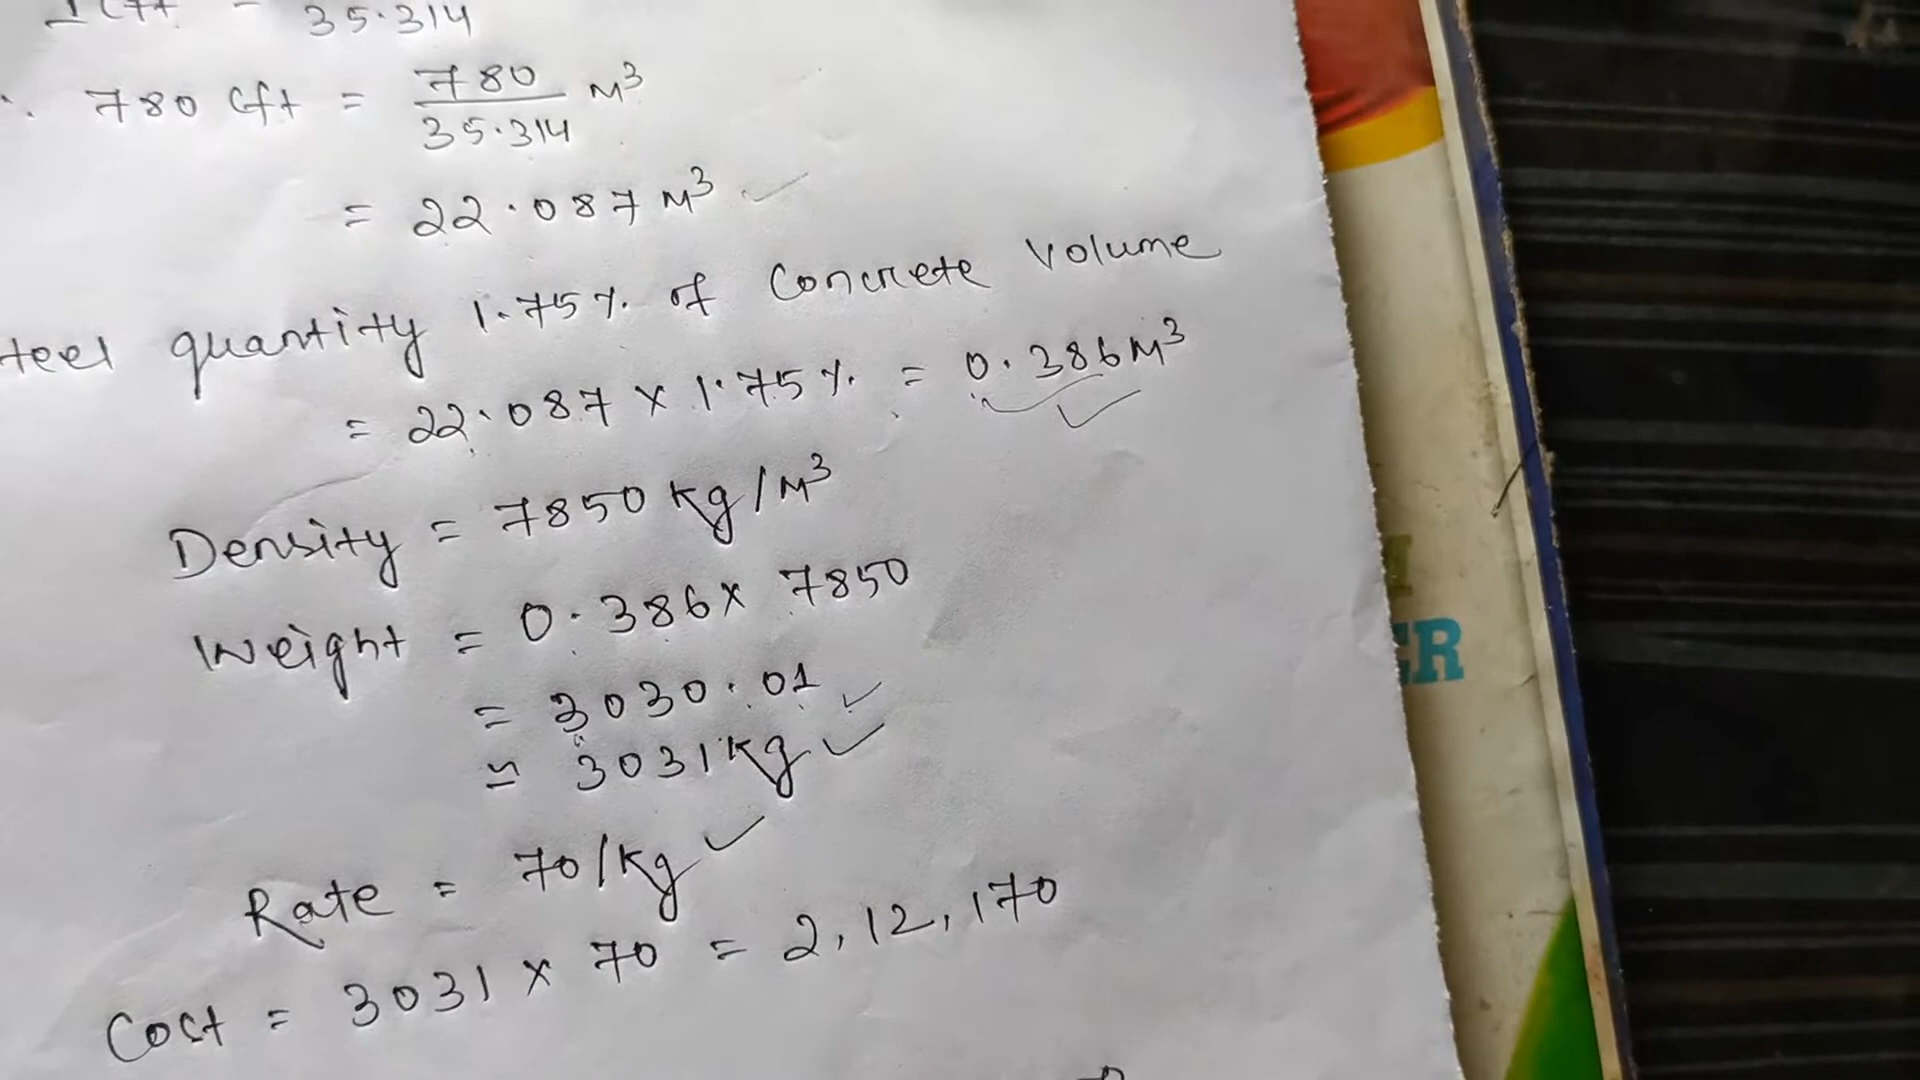 35.314
∴ 780 Cft = 780/35.314 M³
= 22.087 M³
teel quantity 1.75% of Concrete Volume
= 22.087 x 1.75% = 0.386 M³
Density = 7850 kg/M³
Weight = 0.386 x 7850
= 3030.01
≃ 3031 kg
Rate = 70/kg
Coct = 3031 x 70 = 2,12,170
ER